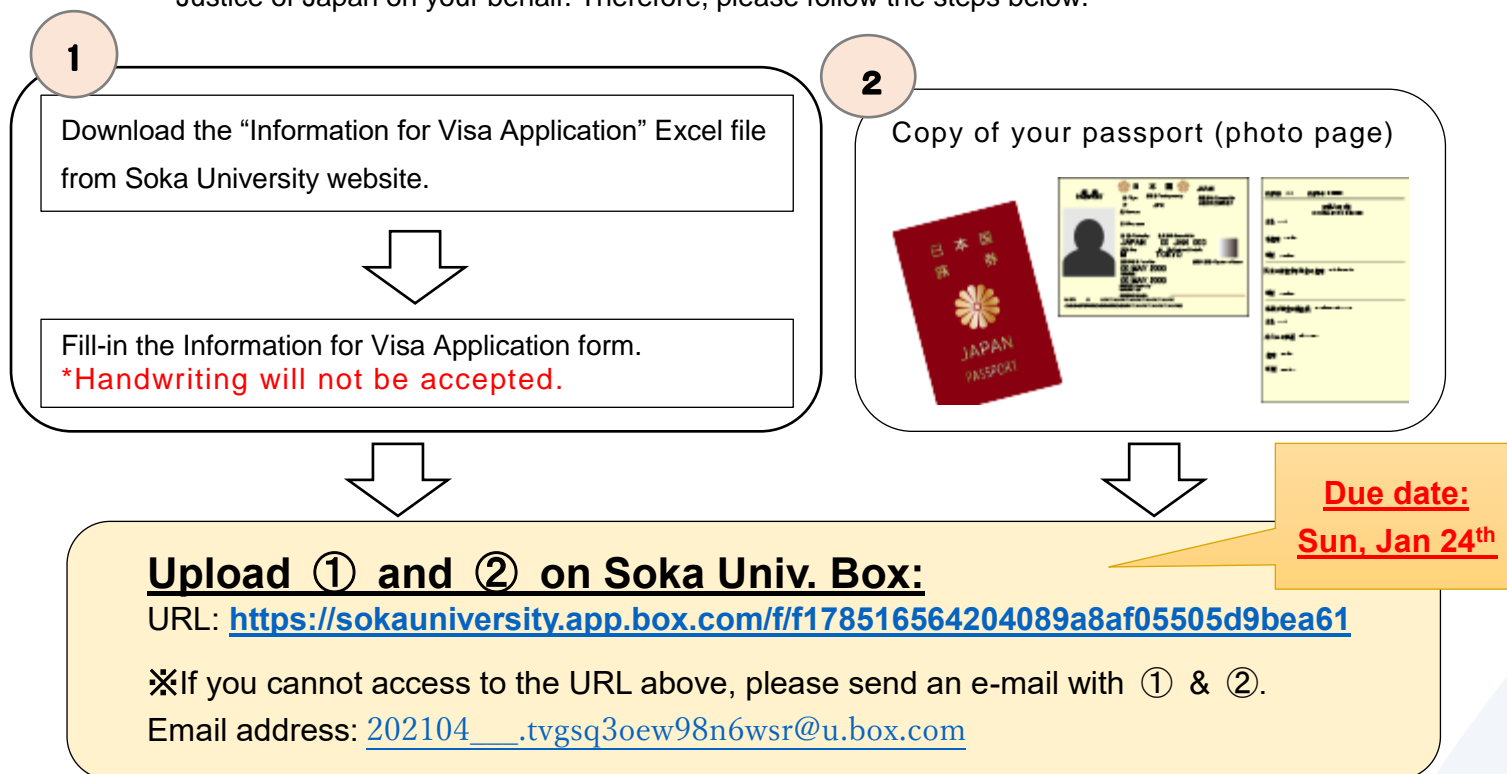 Justice of Japan on your behalf. Therefore, please follow the steps below.
1
Download the “Information for Visa Application” Excel file
from Soka University website.
Fill-in the Information for Visa Application form.
*Handwriting will not be accepted.
2
Copy of your passport (photo page)
日本国
旅券
JAPAN
PASSPORT
日 本 国
JAPAN
TOKYO
Due date:
Sun, Jan 24th
Upload ① and ② on Soka Univ. Box:
URL: https://sokauniversity.app.box.com/f/f178516564204089a8af05505d9bea61
※If you cannot access to the URL above, please send an e-mail with ① & ②.
Email address: 202104___.tvgsq3oew98n6wsr@u.box.com